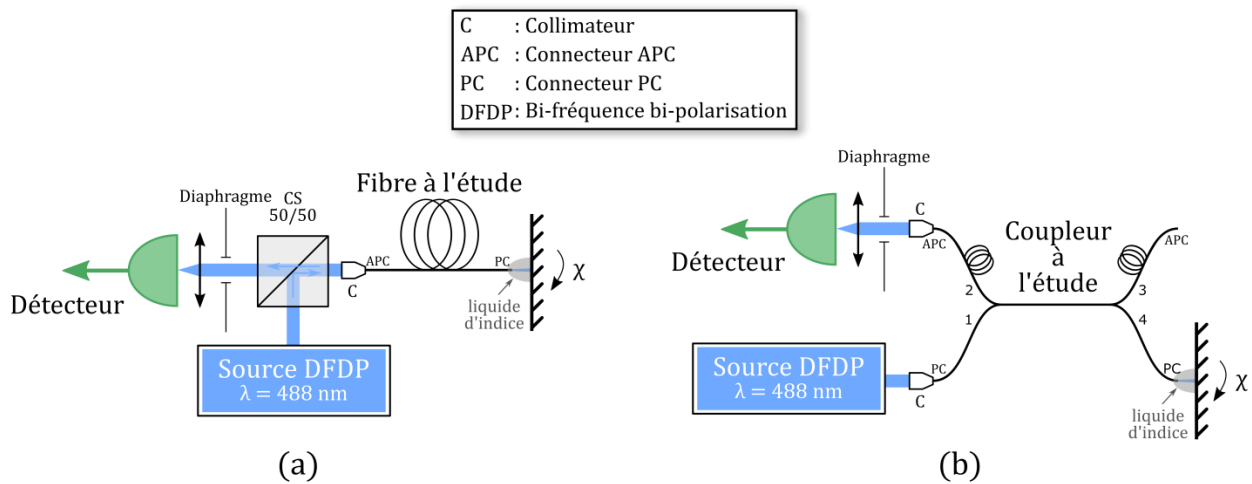 C : Collimateur
APC : Connecteur APC
PC : Connecteur PC
DFDP : Bi-fréquence bi-polarisation
Diaphragme
CS
50/50
Fibre à l'étude
APC
C
PC
χ
liquide
d'indice
Détecteur
Source DFDP
λ = 488 nm
(a)
Diaphragme
C
APC
Coupleur
à
l'étude
APC
Détecteur
2
3
1
4
Source DFDP
λ = 488 nm
PC
C
PC
χ
liquide
d'indice
(b)